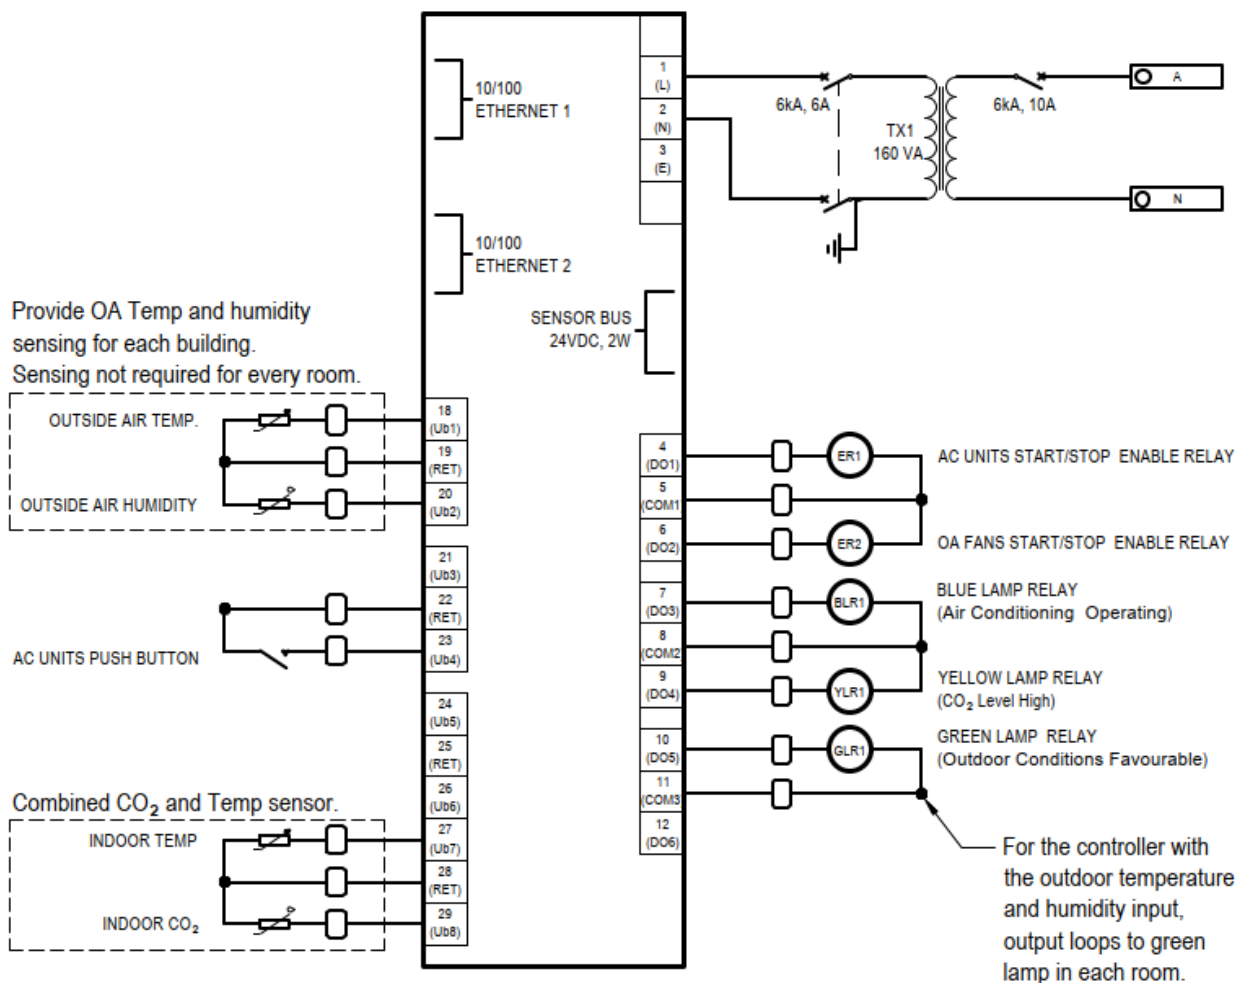 10/100
ETHERNET 1
10/100
ETHERNET 2
SENSOR BUS
24VDC, 2W
1
(L)
2
(N)
3
(E)
6kA, 6A
TX1
160 VA
6kA, 10A
A
N
Provide OA Temp and humidity
sensing for each building.
Sensing not required for every room.
OUTSIDE AIR TEMP.
OUTSIDE AIR HUMIDITY
18
(Ub1)
19
(RET)
20
(Ub2)
21
(Ub3)
22
(RET)
23
(Ub4)
AC UNITS PUSH BUTTON
24
(Ub5)
25
(RET)
26
(Ub6)
27
(Ub7)
28
(RET)
29
(Ub8)
Combined CO₂ and Temp sensor.
INDOOR TEMP
INDOOR CO₂
4
(DO1)
5
(COM1)
6
(DO2)
7
(DO3)
8
(COM2
9
(DO4)
10
(DO5)
11
(COM3
12
(DO6)
ER1
ER2
BLR1
YLR1
GLR1
AC UNITS START/STOP ENABLE RELAY
OA FANS START/STOP ENABLE RELAY
BLUE LAMP RELAY
(Air Conditioning Operating)
YELLOW LAMP RELAY
(CO₂ Level High)
GREEN LAMP RELAY
(Outdoor Conditions Favourable)
For the controller with
the outdoor temperature
and humidity input,
output loops to green
lamp in each room.